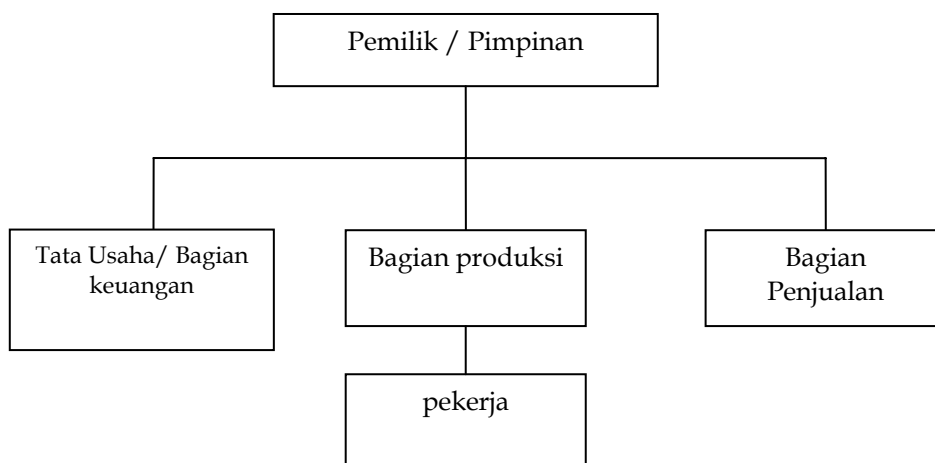 Pemilik / Pimpinan
Tata Usaha/ Bagian
keuangan
Bagian produksi
Bagian
Penjualan
pekerja